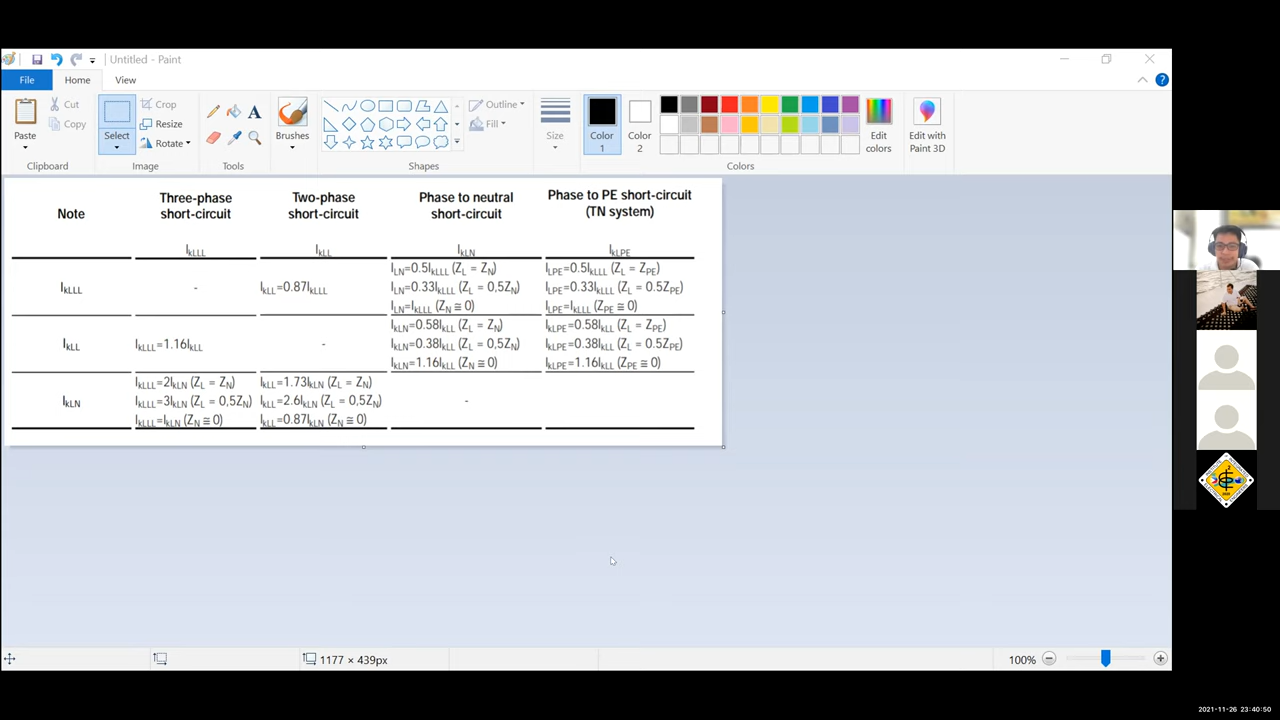 Untitled - Paint
File Home View
Paste
Cut
Copy
Clipboard
Select
Crop
Resize
Rotate
Image
Tools
Brushes
Outline
Fill
Shapes
Size
Color 1
Color 2
Edit colors
Edit with Paint 3D
Colors
Note
Three-phase short-circuit
Two-phase short-circuit
Phase to neutral short-circuit
Phase to PE short-circuit (TN system)
IkLLL IkLL IkLN IkLPE
IkLLL
-
IkLL=0.87IkLLL
ILN=0.5IkLLL (ZL = ZN)
ILN=0.33IkLLL (ZL = 0,5ZN)
ILN=IkLLL (ZN ≅ 0)
ILPE=0.5IkLLL (ZL = ZPE)
ILPE=0.33IkLLL (ZL = 0.5ZPE)
ILPE=IkLLL (ZPE ≅ 0)
IkLL
IkLLL=1.16IkLL
-
IkLN=0.58IkLL (ZL = ZN)
IkLN=0.38IkLL (ZL = 0,5ZN)
IkLN=1.16IkLL (ZN ≅ 0)
IkLPE=0.58IkLL (ZL = ZPE)
IkLPE=0.38IkLL (ZL = 0.5ZPE)
IkLPE=1.16IkLL (ZPE ≅ 0)
IkLN
IkLLL=2IkLN (ZL = ZN)
IkLLL=3IkLN (ZL = 0,5ZN)
IkLLL=IkLN (ZN ≅ 0)
IkLL=1.73IkLN (ZL = ZN)
IkLL=2.6IkLN (ZL = 0,5ZN)
IkLL=0.87IkLN (ZN ≅ 0)
-
1177 × 439px
100%
2021-11-26 23:40:50